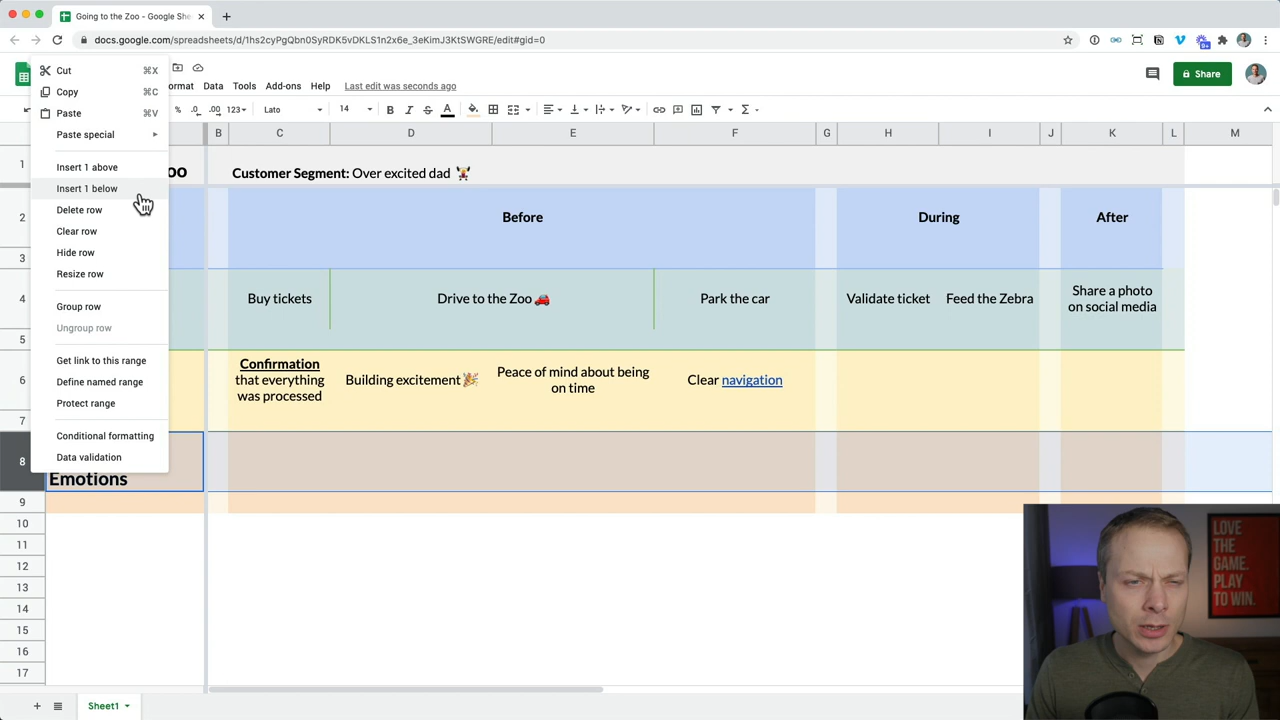 Going to the Zoo - Google She
docs.google.com/spreadsheets/d/1hs2cyPgQbn0SyRDK5vDKLS1n2x6e_3eKimJ3KtSWGRE/edit#gid=0
ormat Data Tools Add-ons Help Last edit was seconds ago
Share
% .0 .00 123 Lato 14 B I S A
Cut ⌘X
Copy ⌘C
Paste ⌘V
Paste special
Insert 1 above
Insert 1 below
Delete row
Clear row
Hide row
Resize row
Group row
Ungroup row
Get link to this range
Define named range
Protect range
Conditional formatting
Data validation
B C D E F G H I J K L M
1 oo Customer Segment: Over excited dad 🏋️
2 Before During After
3
4 Buy tickets Drive to the Zoo 🚗 Park the car Validate ticket Feed the Zebra Share a photo
on social media
5
6 Confirmation
that everything
was processed
Building excitement 🎉
Peace of mind about being
on time
Clear navigation
7
8 Emotions
9
10
11
12
13
14
15
16
17
Sheet1
9+
LOVE
THE
GAME.
PLAY
TO WIN.